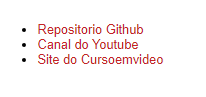 Repositorio Github
Canal do Youtube
Site do Cursoemvideo